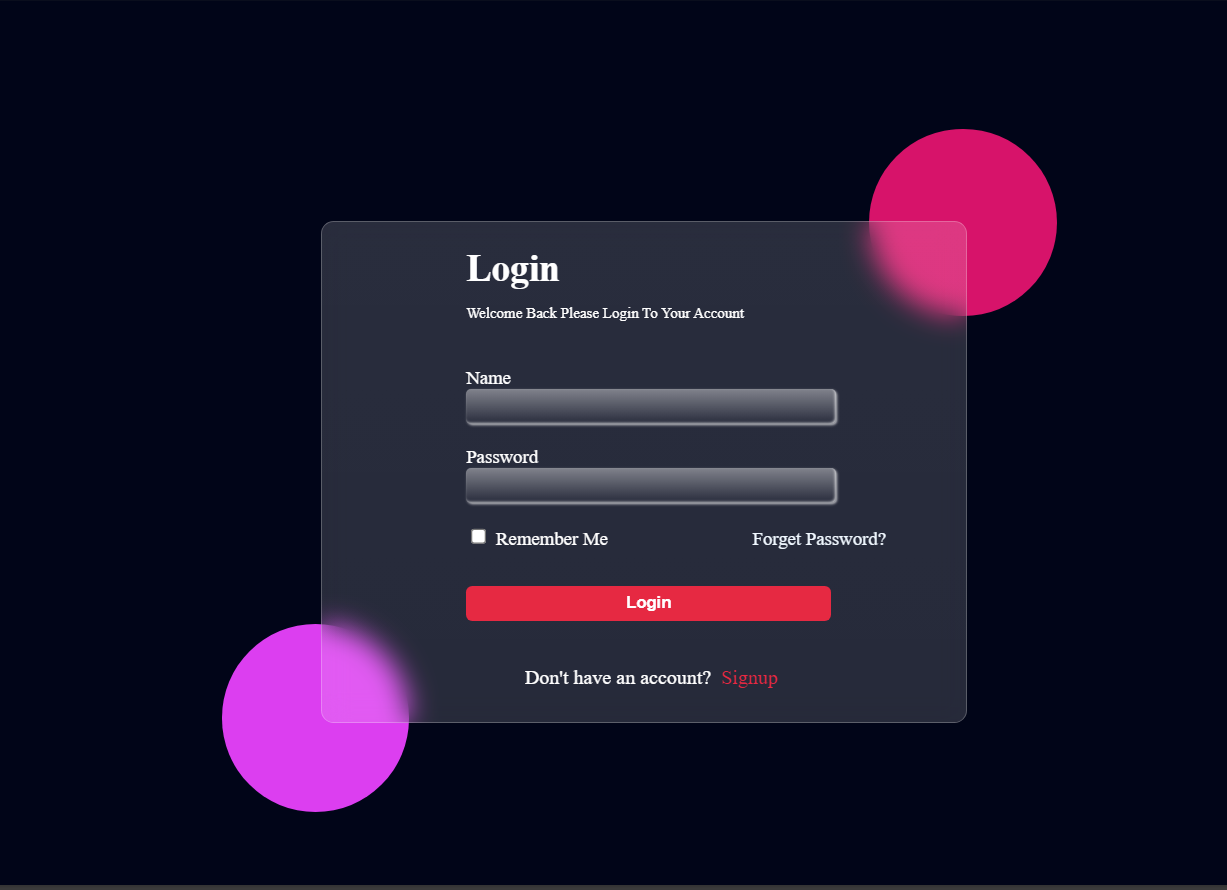 Login
Welcome Back Please Login To Your Account
Name
Password
Remember Me Forget Password?
Login
Don't have an account? Signup